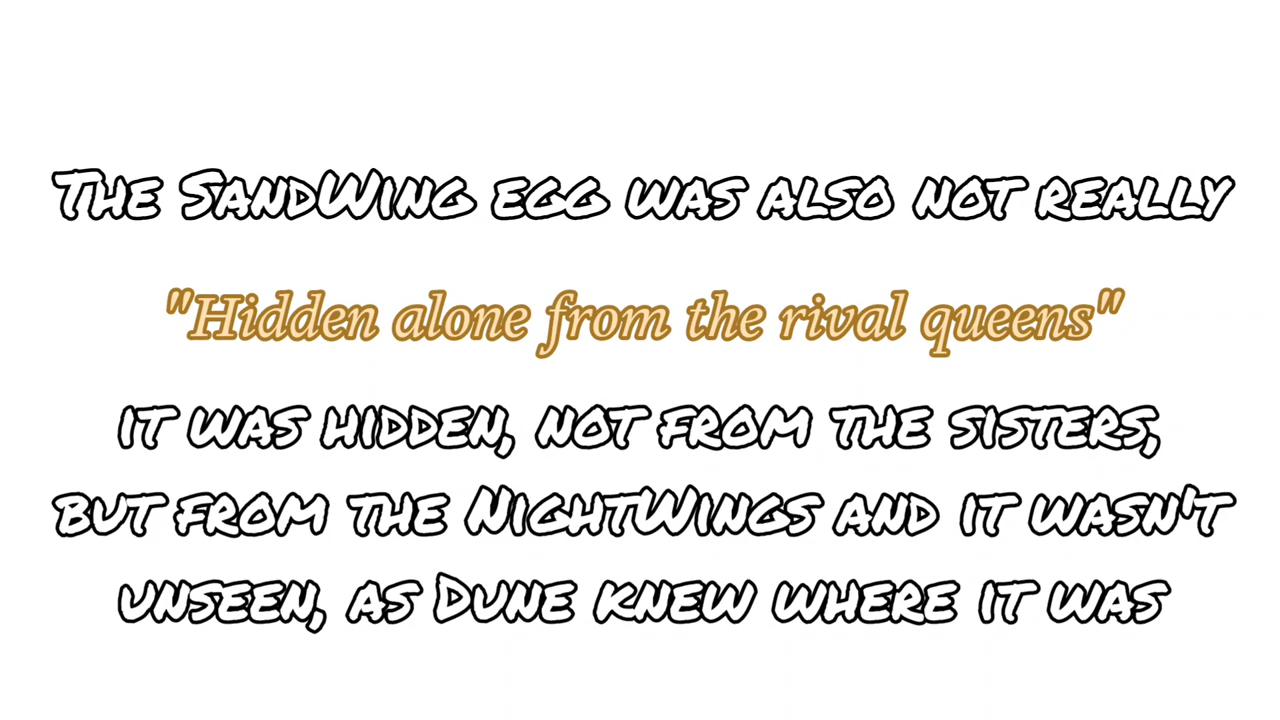 The SandWing egg was also not really
"Hidden alone from the rival queens"
it was hidden, not from the sisters,
but from the NightWings and it wasn't
unseen, as Dune knew where it was